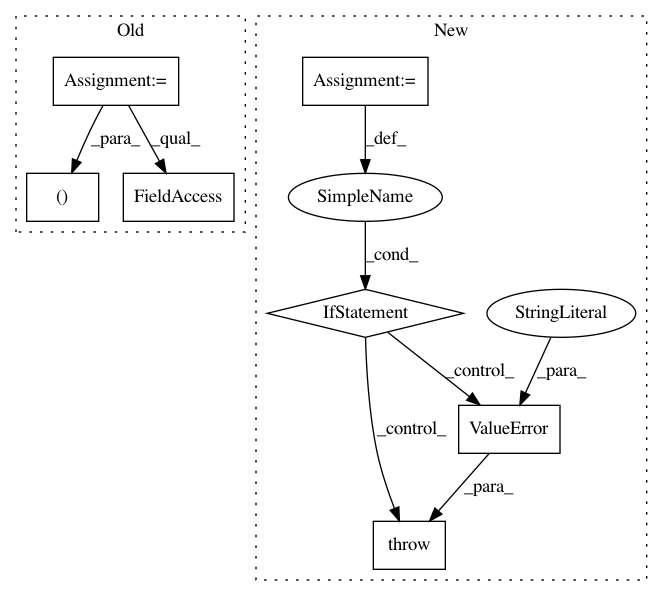 Old
New
Assignment:=
Assignment:=
_para_
_qual_
_def_
()
FieldAccess
SimpleName
_cond_
IfStatement
StringLiteral
_control_
_para_
_control_
ValueError
_para_
throw